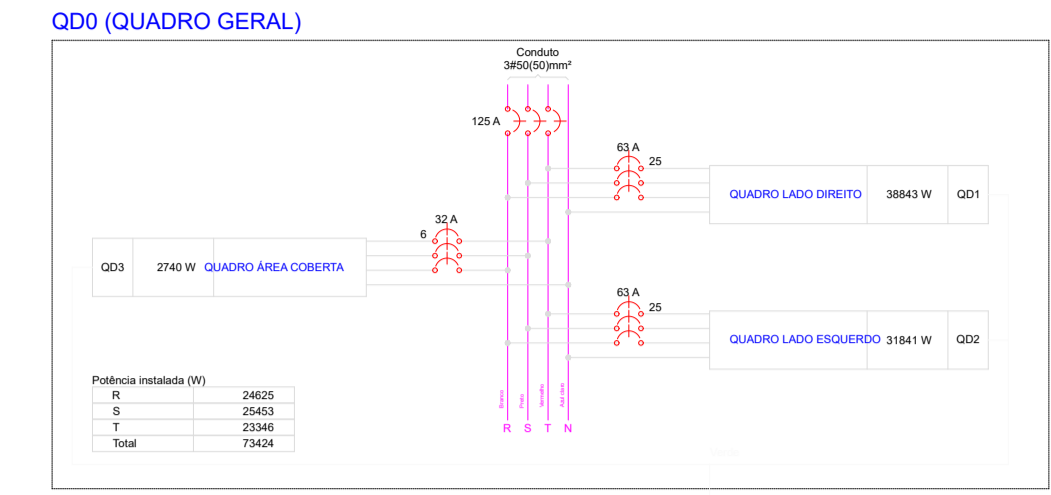 QD0 (QUADRO GERAL)
Conduto
3#50(50)mm²
125 A
63 A
25
QUADRO LADO DIREITO 38843 W QD1
32 A
6
QD3 2740 W QUADRO ÁREA COBERTA
63 A
25
QUADRO LADO ESQUERDO 31841 W QD2
Potência instalada (W)
R 24625
S 25453
T 23346
Total 73424
Branco
Preto
Vermelho
Azul claro
R S T N